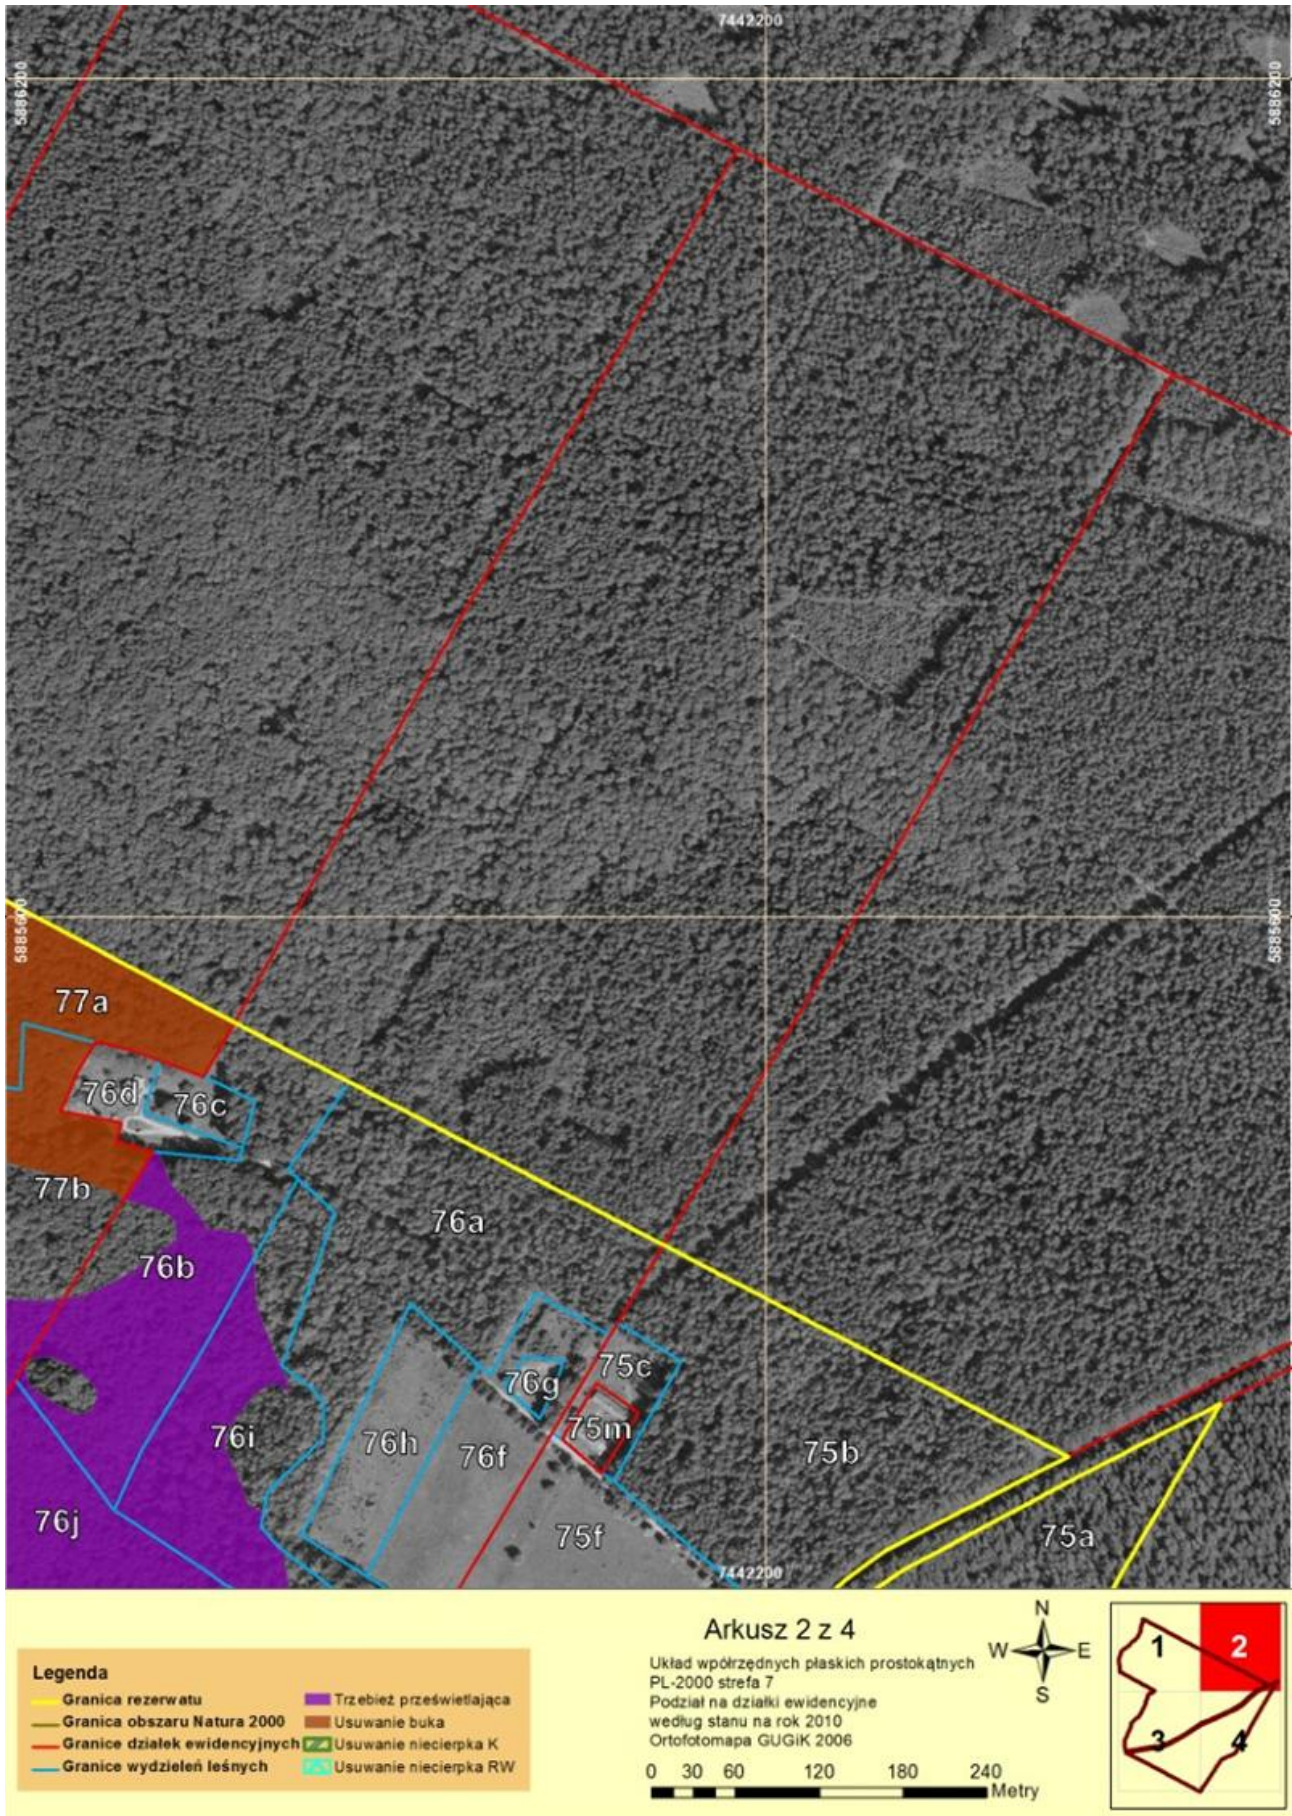 7442200
5886200
5886200
5885600
5885600
77a
76d
76c
77b
76a
76b
75c
76g
75m
76i
76h
76f
75b
76j
75f
75a
7442200
Legenda
Granica rezerwatu
Granica obszaru Natura 2000
Granice działek ewidencyjnych
Granice wydzieleń leśnych
Trzebież prześwietlająca
Usuwanie buka
Usuwanie niecierpka K
Usuwanie niecierpka RW
Arkusz 2 z 4
Układ wpółrzędnych płaskich prostokątnych
PL-2000 strefa 7
Podział na działki ewidencyjne
według stanu na rok 2010
Ortofotomapa GUGiK 2006
0 30 60 120 180 240
Metry
N
W E
S
1 2
3 4